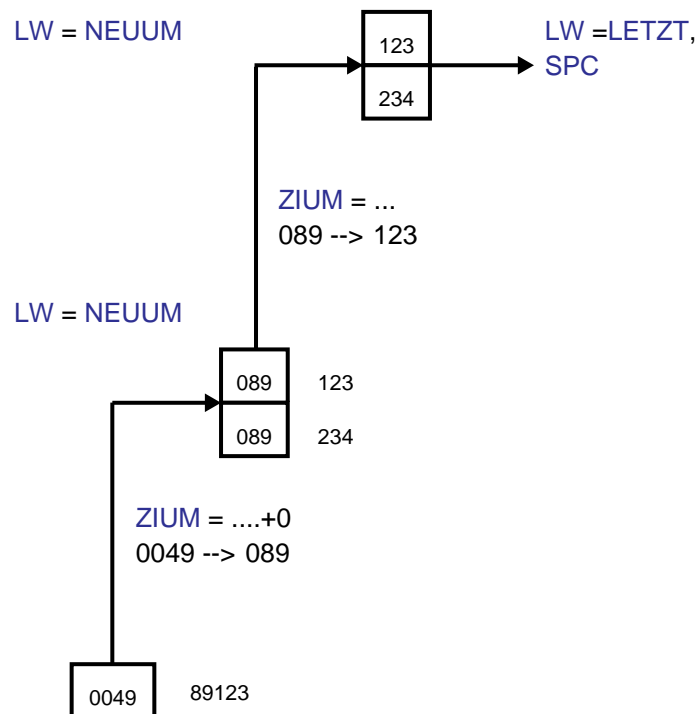 LW = NEUUM
123
LW =LETZT,
SPC
234
ZIUM = ...
089 --> 123
LW = NEUUM
089 123
089 234
ZIUM = ....+0
0049 --> 089
0049 89123